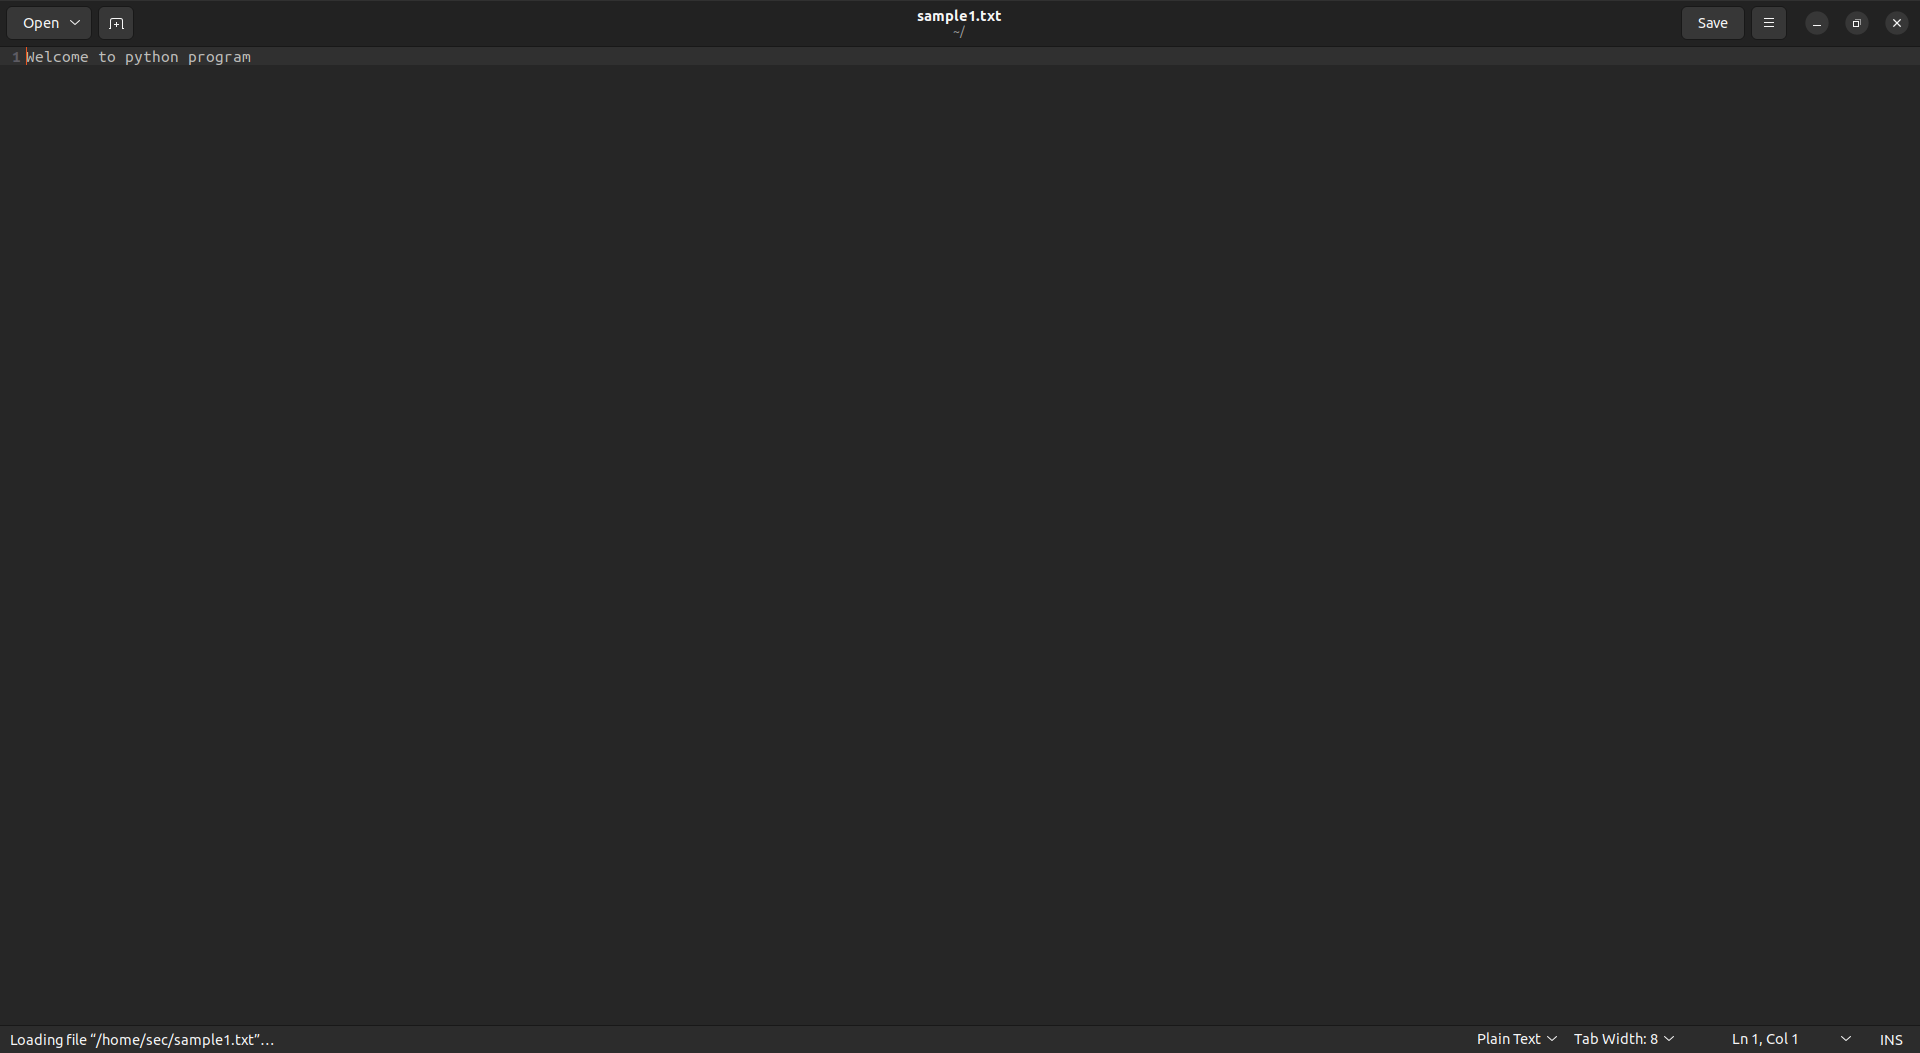 Open
sample1.txt
~/
Save
1 Welcome to python program
Loading file “/home/sec/sample1.txt”…
Plain Text
Tab Width: 8
Ln 1, Col 1
INS